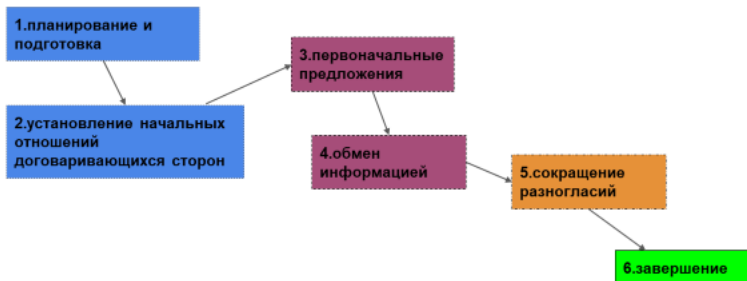 1.планирование и
подготовка
2.установление начальных
отношений
договаривающихся сторон
3.первоначальные
предложения
4.обмен
информацией
5.сокращение
разногласий
6.завершение